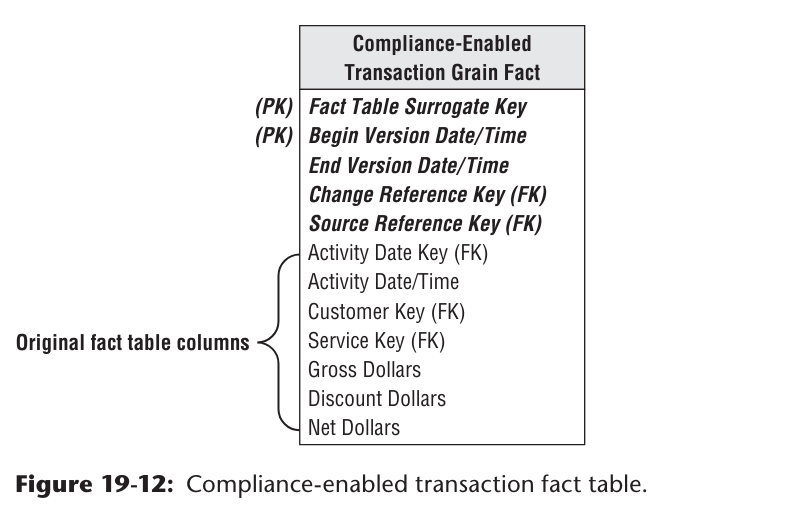 Compliance-Enabled
Transaction Grain Fact
(PK) Fact Table Surrogate Key
(PK) Begin Version Date/Time
End Version Date/Time
Change Reference Key (FK)
Source Reference Key (FK)
Activity Date Key (FK)
Activity Date/Time
Customer Key (FK)
Original fact table columns
Service Key (FK)
Gross Dollars
Discount Dollars
Net Dollars
Figure 19-12: Compliance-enabled transaction fact table.